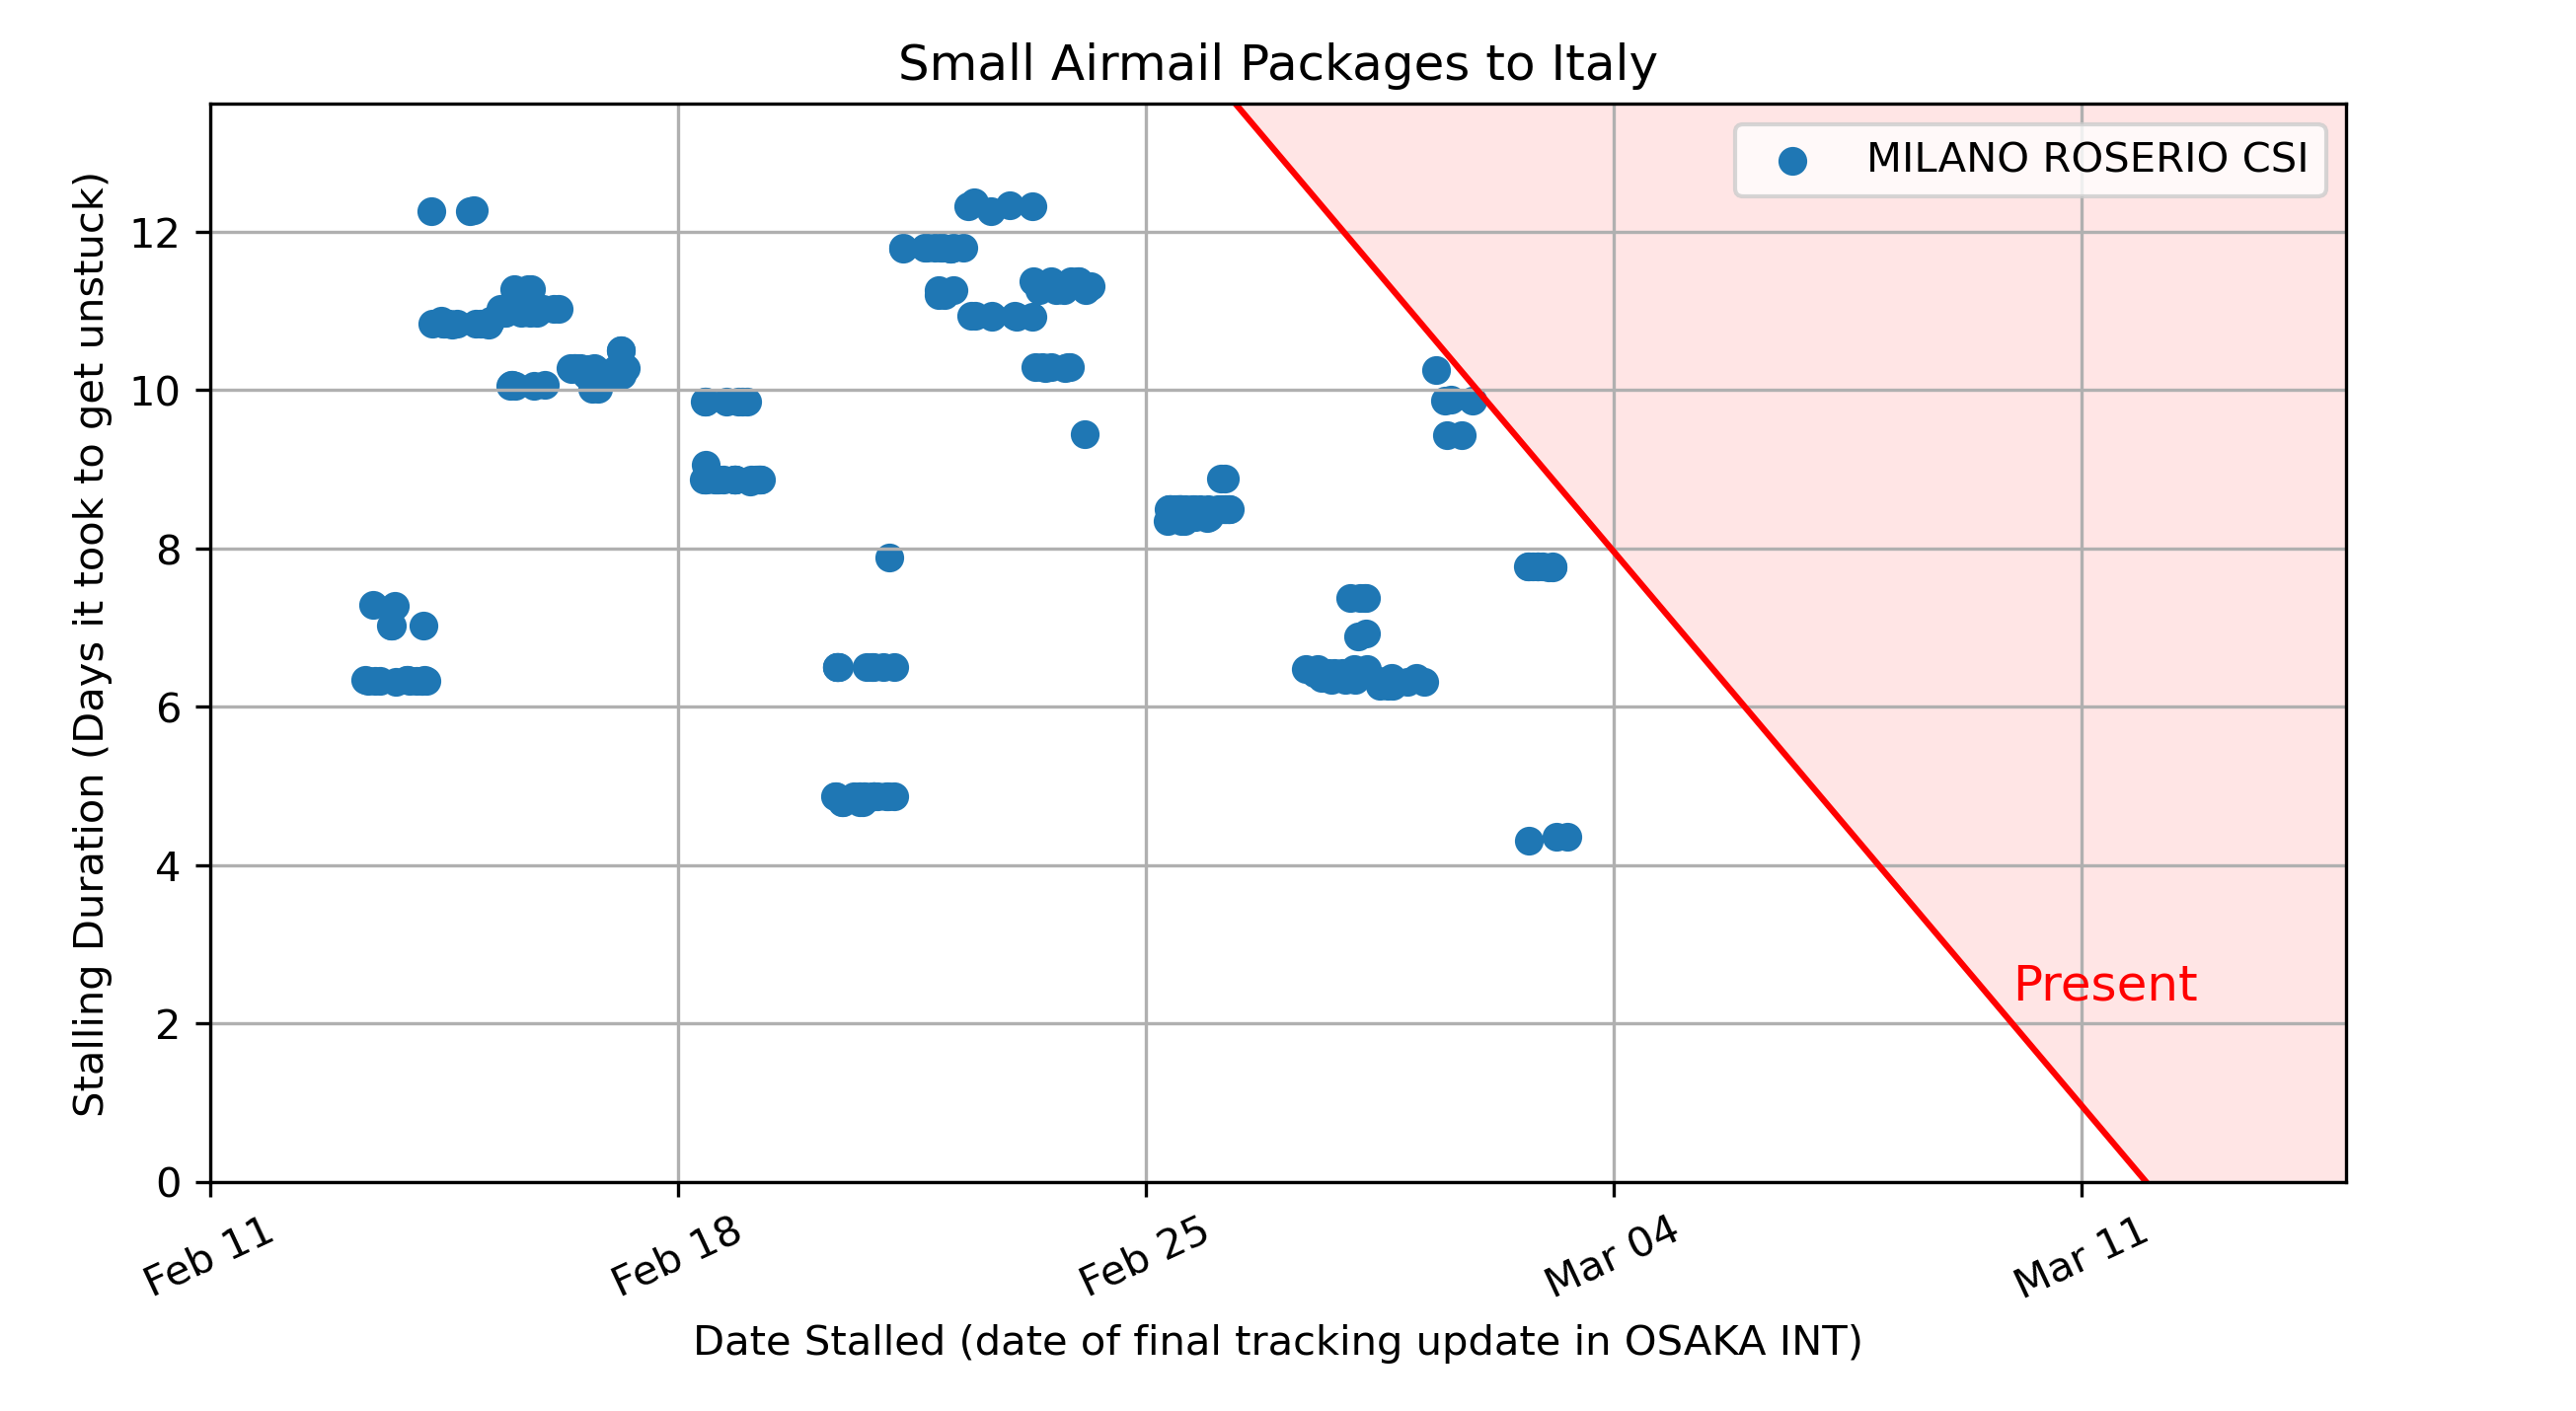 Small Airmail Packages to Italy
MILANO ROSERIO CSI
Stalling Duration (Days it took to get unstuck)
12
10
8
6
4
2
0
Present
Feb 11
Feb 18
Feb 25
Mar 04
Mar 11
Date Stalled (date of final tracking update in OSAKA INT)